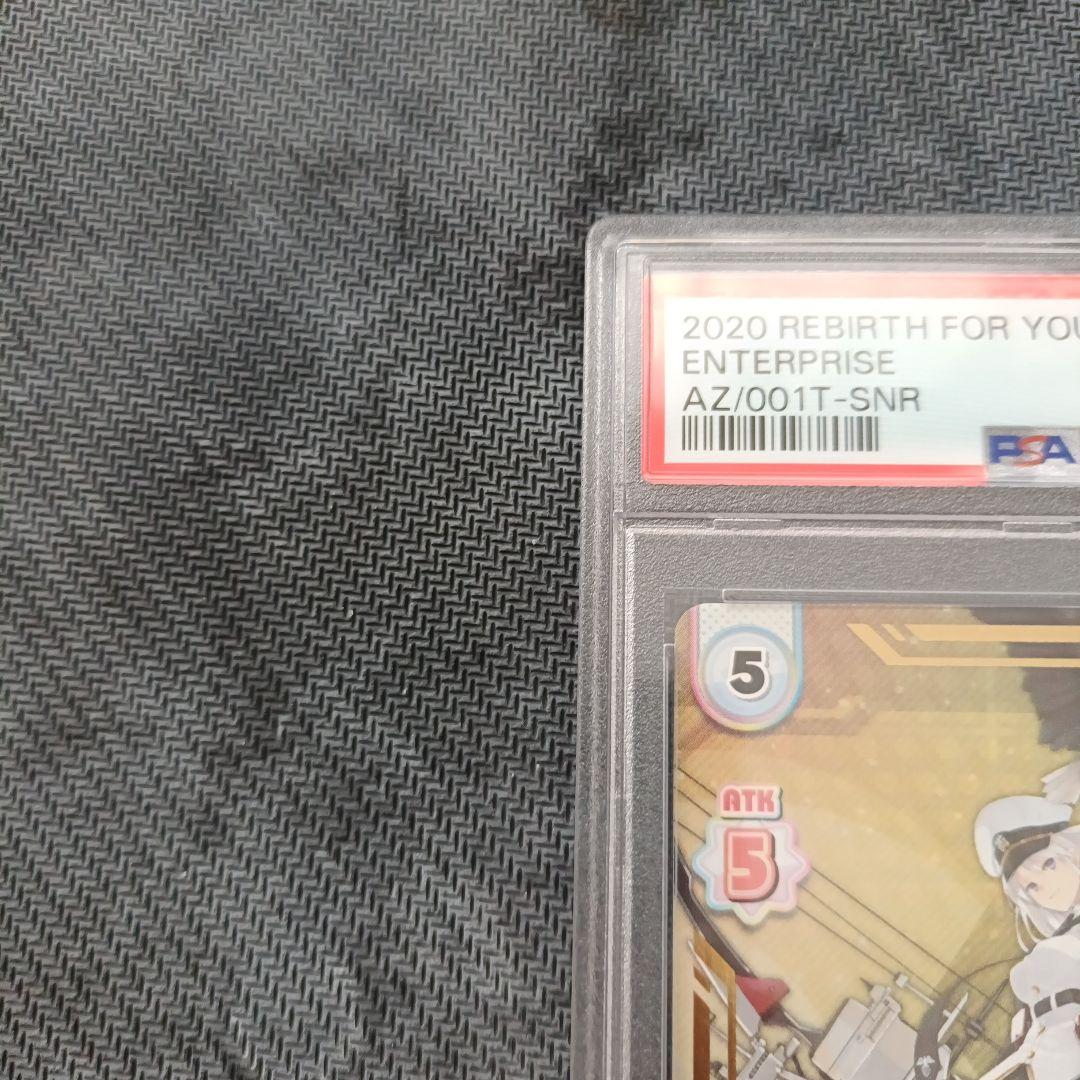 2020 REBIRTH FOR YOU
ENTERPRISE
AZ/001T-SNR
PSA
5
ATK
5